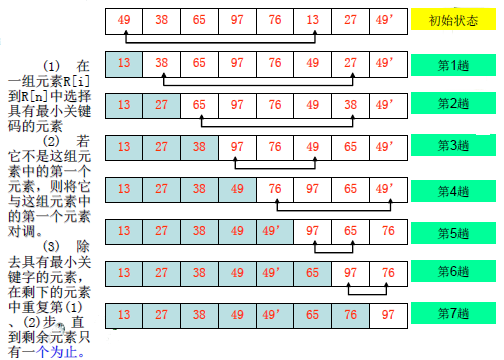 49 38 65 97 76 13 27 49' 初始状态
13 38 65 97 76 49 27 49' 第1趟
13 27 65 97 76 49 38 49' 第2趟
13 27 38 97 76 49 65 49' 第3趟
13 27 38 49 76 97 65 49' 第4趟
13 27 38 49 49' 97 65 76 第5趟
13 27 38 49 49' 65 97 76 第6趟
13 27 38 49 49' 65 76 97 第7趟
(1) 在
一组元素R[i]
到R[n]中选择
具有最小关键
码的元素
(2) 若
它不是这组元
素中的第一个
元素，则将它
与这组元素中
的第一个元素
对调。
(3) 除
去具有最小关
键字的元素，
在剩下的元素
中重复第(1)
、(2)步，直
到剩余元素只
有一个为止。